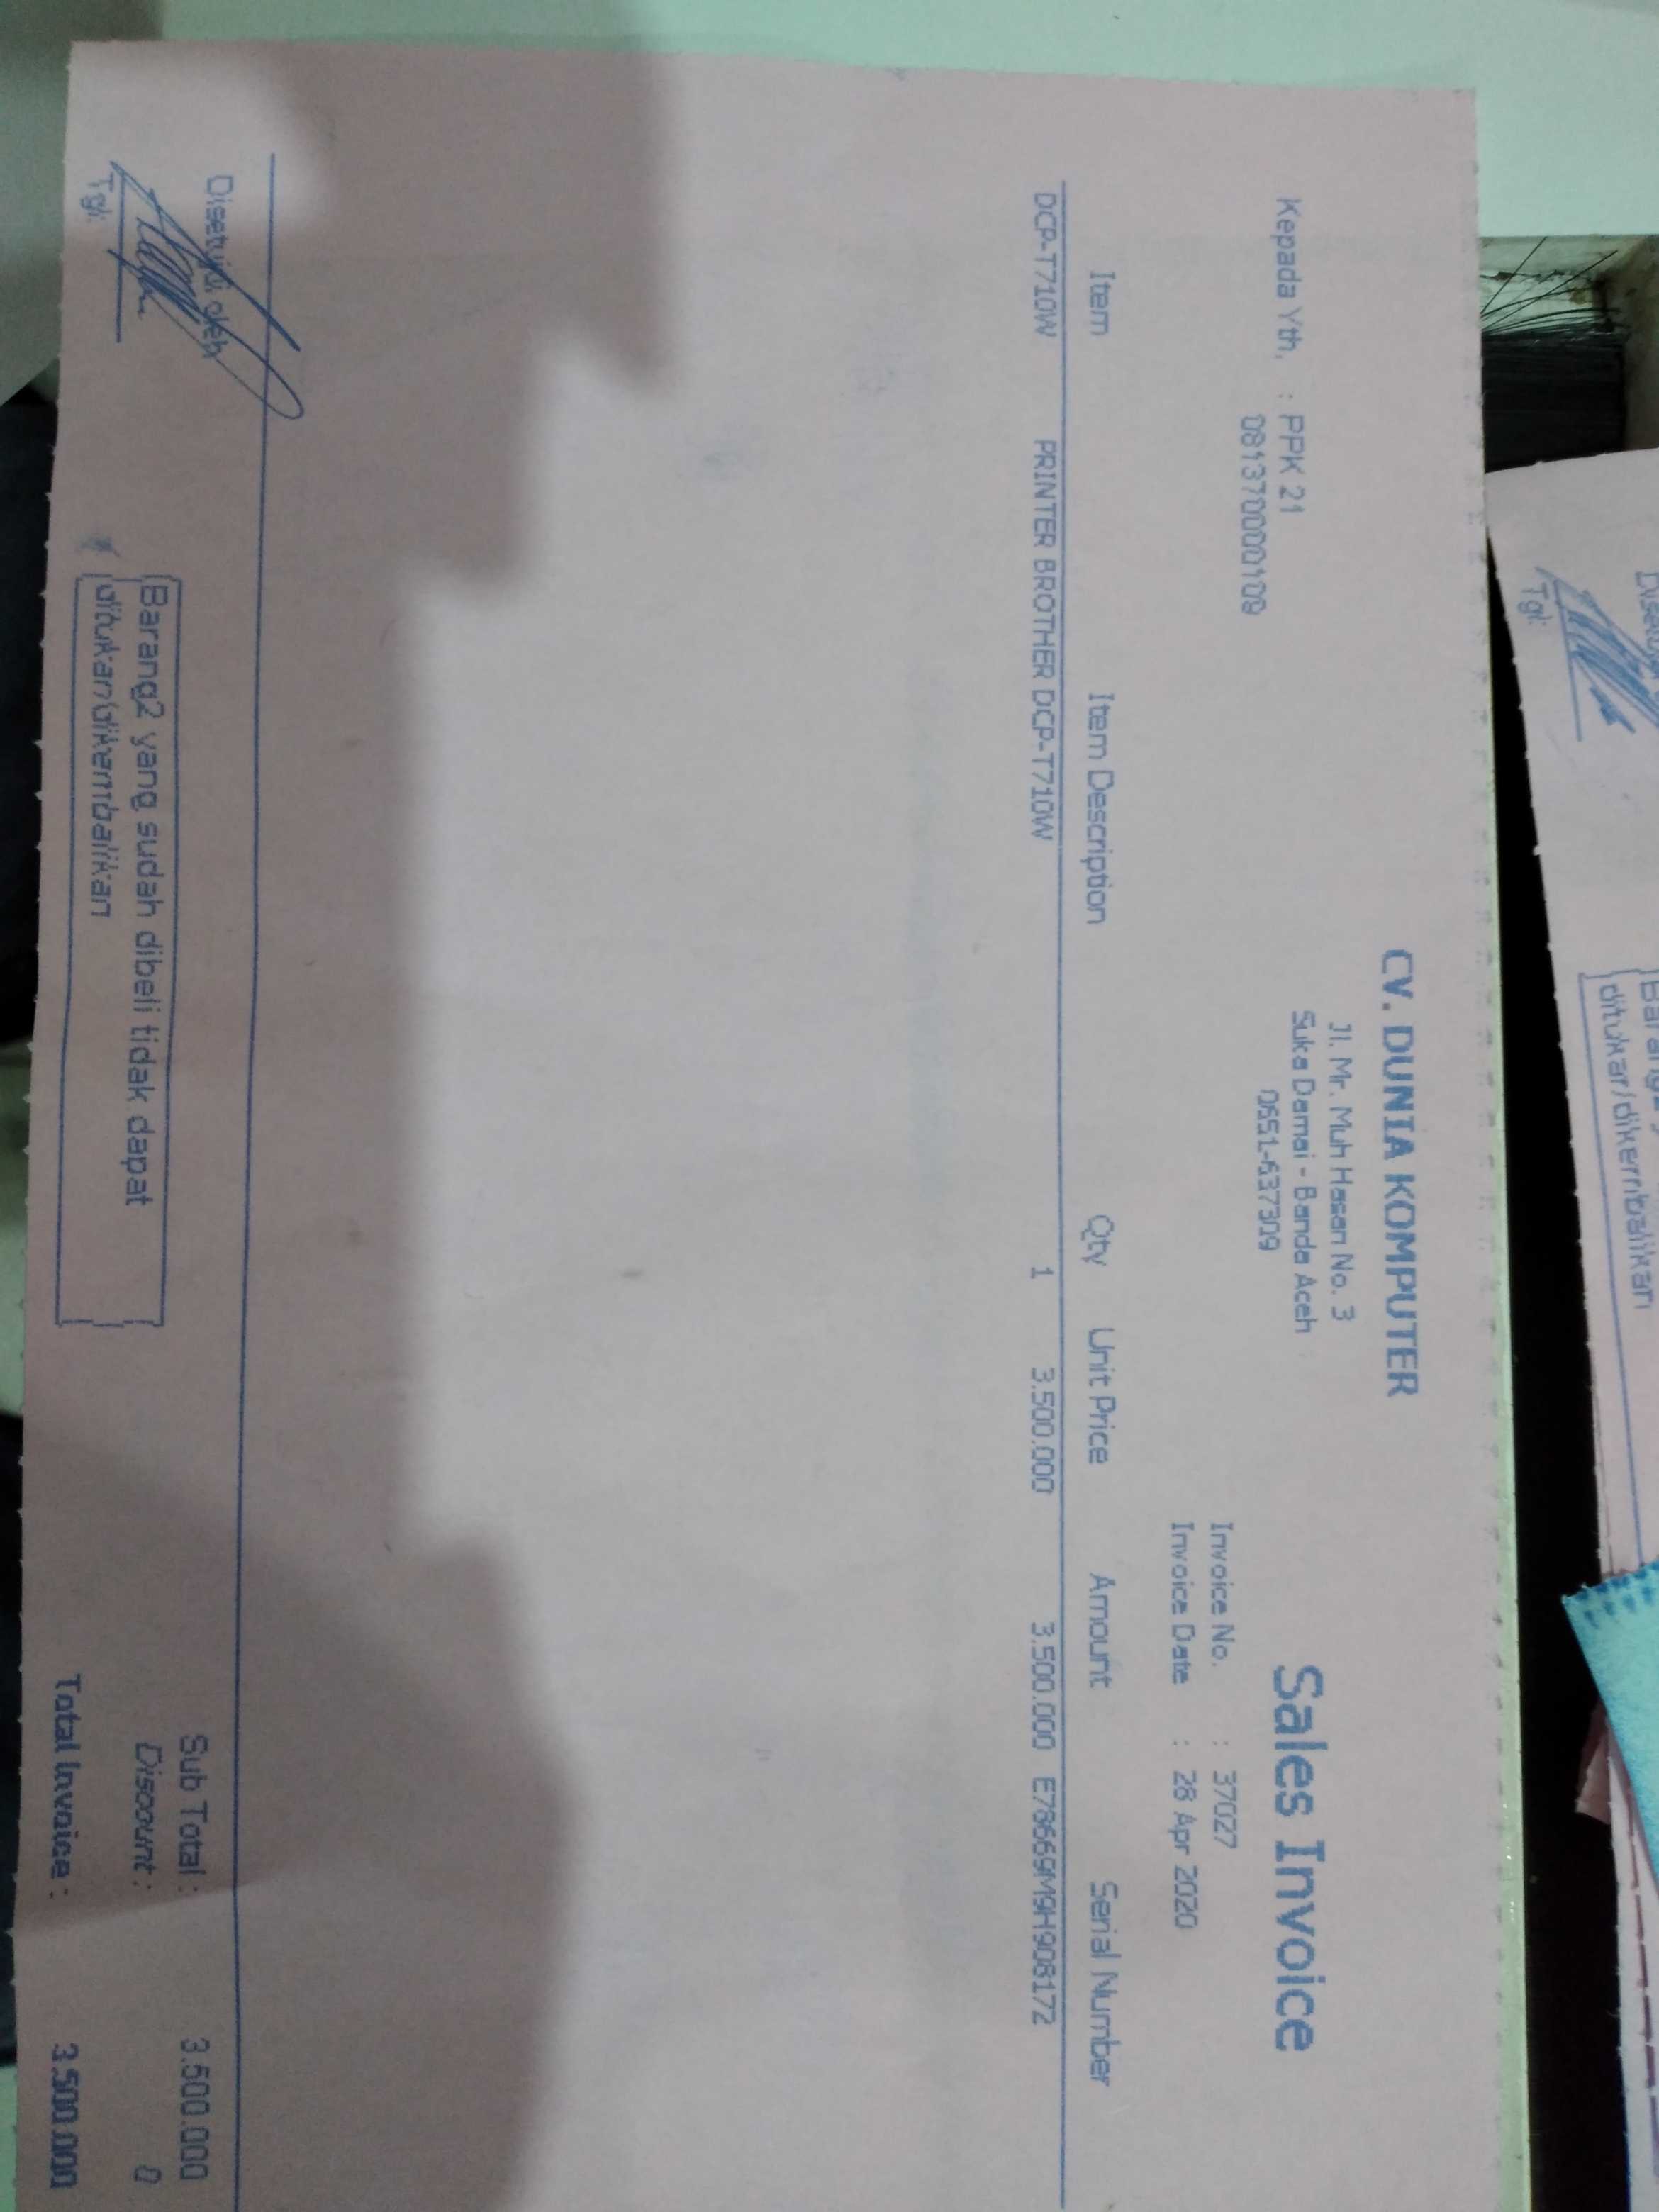 CV. DUNIA KOMPUTER
Jl. Mr. Muh Hasan No. 3
Suka Damai - Banda Aceh
0651-637309
Sales Invoice
Kepada Yth. : PPK 21
081370000109
Invoice No. : 37027
Invoice Date : 28 Apr 2020
Item Item Description Qty Unit Price Amount Serial Number
DCP-T710W PRINTER BROTHER DCP-T710W 1 3.500.000 3.500.000 E78669M9H908172
Disetujui oleh
Tgl:
Barang2 yang sudah dibeli tidak dapat
ditukar/dikembalikan
Sub Total : 3.500.000
Discount : 0
Total Invoice : 3.500.000
Tgl:
ditukar/dikembalikan